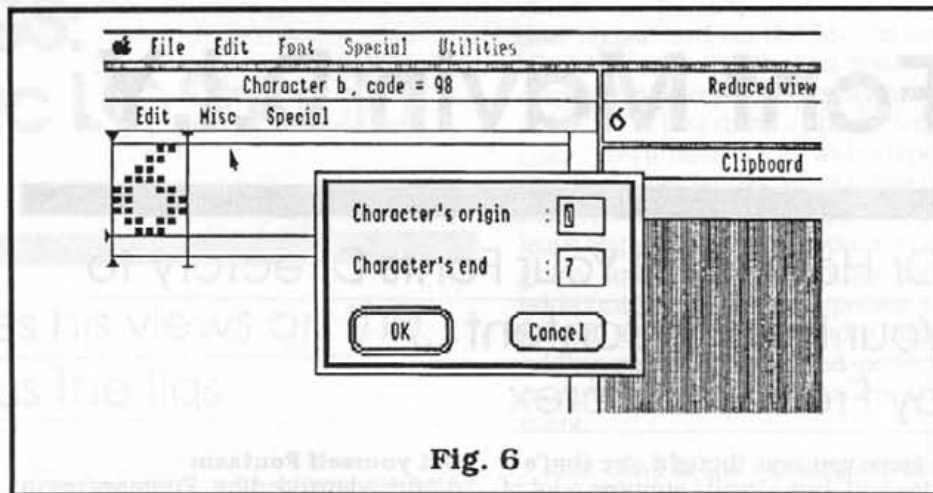 File Edit Font Special Utilities
Character b, code = 98
Reduced view
Edit Misc Special
Clipboard
Character's origin :
Character's end : 7
OK Cancel
Fig. 6